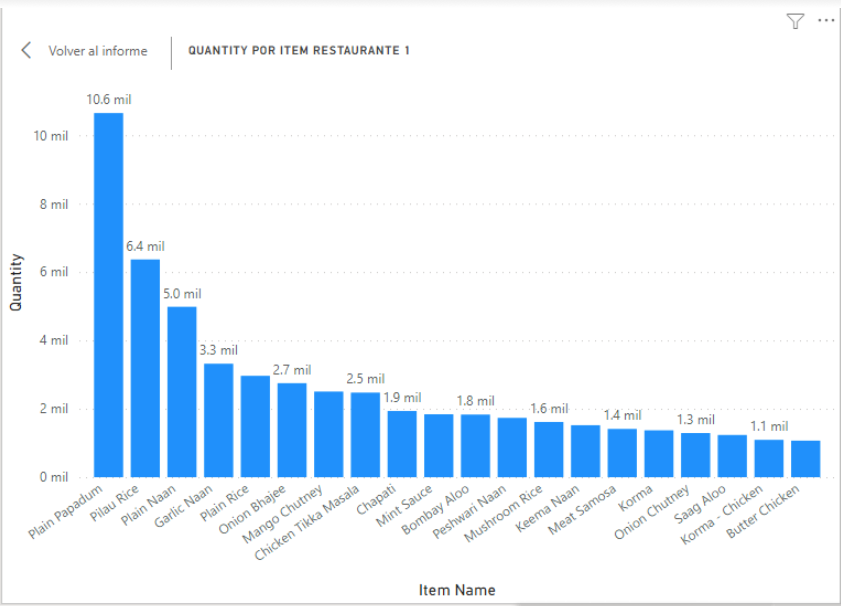 Volver al informe
QUANTITY POR ITEM RESTAURANTE 1
10.6 mil
6.4 mil
5.0 mil
3.3 mil
2.7 mil
2.5 mil
1.9 mil
1.8 mil
1.6 mil
1.4 mil
1.3 mil
1.1 mil
10 mil
8 mil
6 mil
4 mil
2 mil
0 mil
Quantity
Plain Papadum
Pilau Rice
Plain Naan
Garlic Naan
Plain Rice
Onion Bhajee
Mango Chutney
Chicken Tikka Masala
Chapati
Mint Sauce
Bombay Aloo
Peshwari Naan
Mushroom Rice
Keema Naan
Meat Samosa
Korma
Onion Chutney
Saag Aloo
Korma - Chicken
Butter Chicken
Item Name